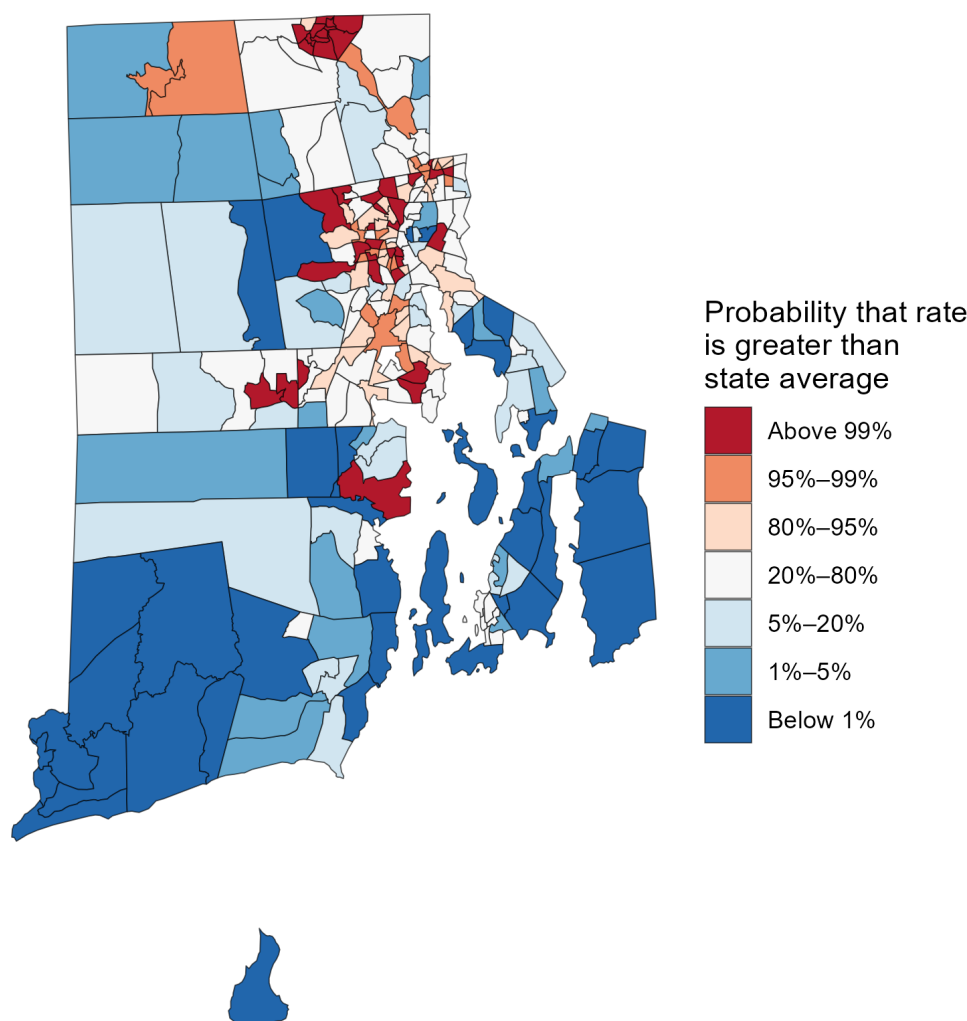 Probability that rate
is greater than
state average
Above 99%
95%–99%
80%–95%
20%–80%
5%–20%
1%–5%
Below 1%